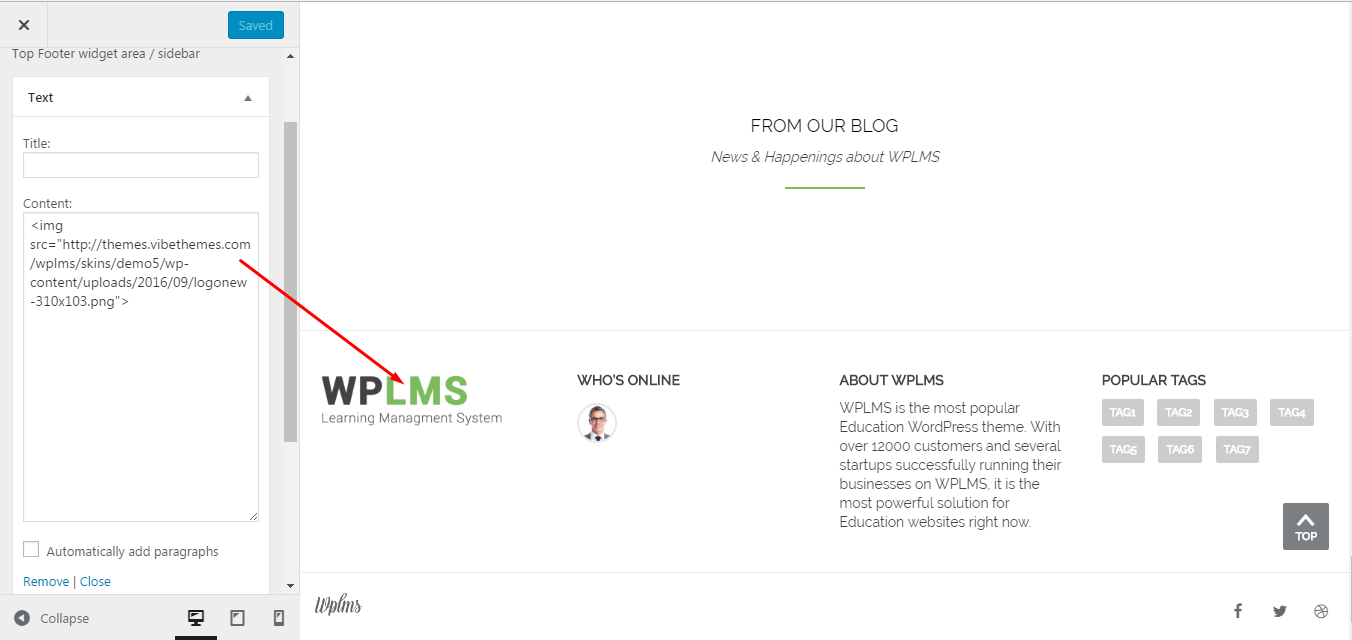 Saved
Top Footer widget area / sidebar
Text
Title:
Content:
<img
src="http://themes.vibethemes.com
/wplms/skins/demo5/wp-
content/uploads/2016/09/logonew
-310x103.png">
Automatically add paragraphs
Remove | Close
Collapse
FROM OUR BLOG
News & Happenings about WPLMS
WPLMS
Learning Managment System
WHO'S ONLINE
ABOUT WPLMS
WPLMS is the most popular
Education WordPress theme. With
over 12000 customers and several
startups successfully running their
businesses on WPLMS, it is the
most powerful solution for
Education websites right now.
POPULAR TAGS
TAG1 TAG2 TAG3 TAG4
TAG5 TAG6 TAG7
TOP
Wplms